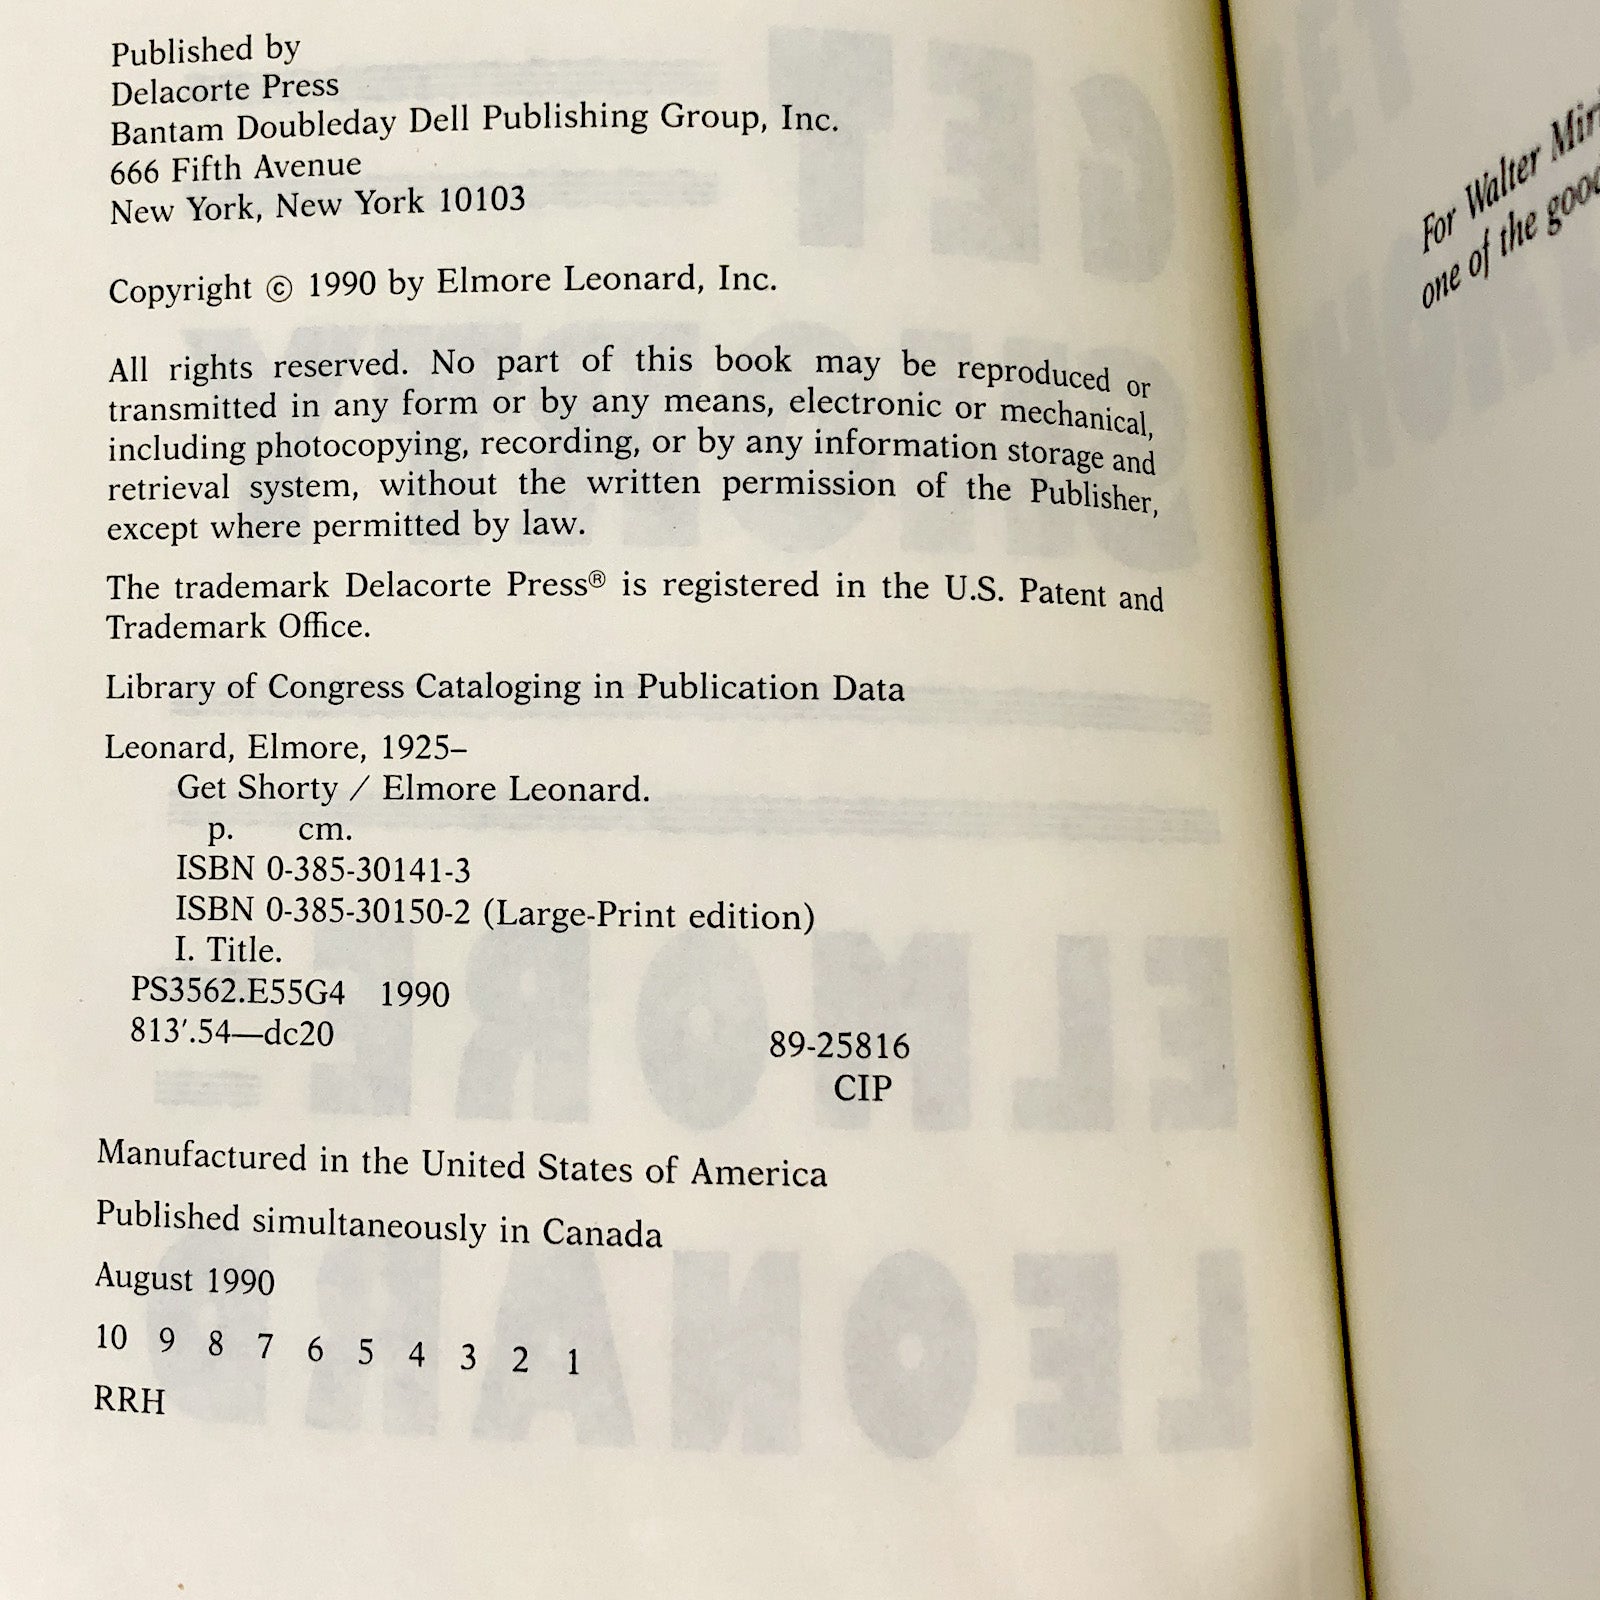 Published by
Delacorte Press
Bantam Doubleday Dell Publishing Group, Inc.
666 Fifth Avenue
New York, New York 10103
Copyright © 1990 by Elmore Leonard, Inc.
All rights reserved. No part of this book may be reproduced or
transmitted in any form or by any means, electronic or mechanical,
including photocopying, recording, or by any information storage and
retrieval system, without the written permission of the Publisher,
except where permitted by law.
The trademark Delacorte Press® is registered in the U.S. Patent and
Trademark Office.
Library of Congress Cataloging in Publication Data
Leonard, Elmore, 1925–
Get Shorty / Elmore Leonard.
p. cm.
ISBN 0-385-30141-3
ISBN 0-385-30150-2 (Large-Print edition)
I. Title.
PS3562.E55G4 1990
813′.54—dc20 89-25816
CIP
Manufactured in the United States of America
Published simultaneously in Canada
August 1990
10 9 8 7 6 5 4 3 2 1
RRH
For Walter
one of the
GET
SHORTY
ELMORE
LEONARD